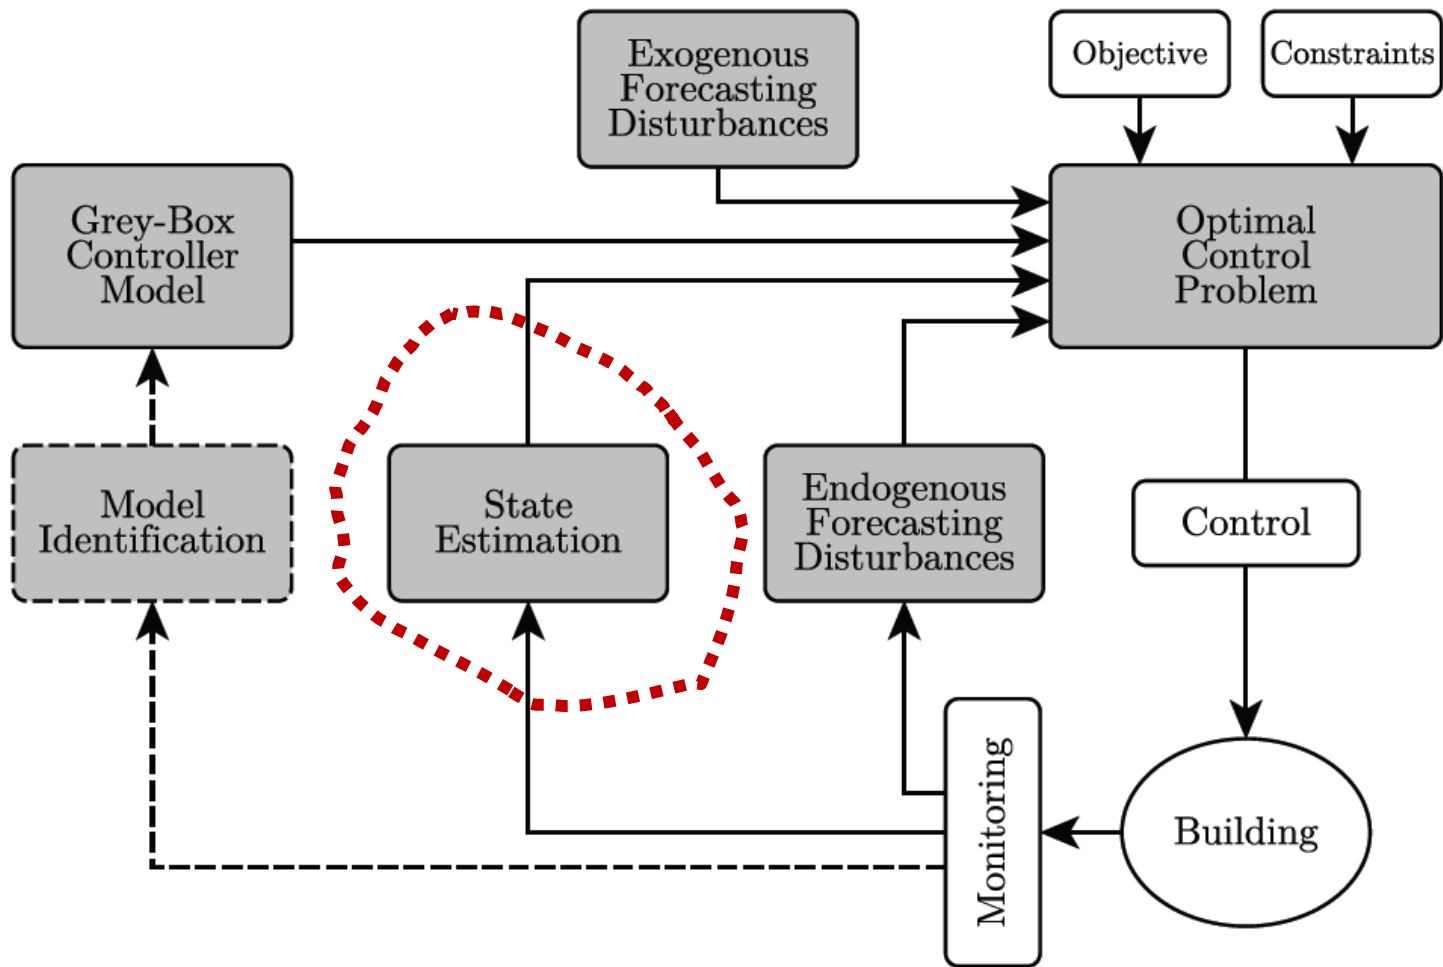 Exogenous
Forecasting
Disturbances
Objective
Constraints
Grey-Box
Controller
Model
Optimal
Control
Problem
Model
Identification
State
Estimation
Endogenous
Forecasting
Disturbances
Control
Monitoring
Building